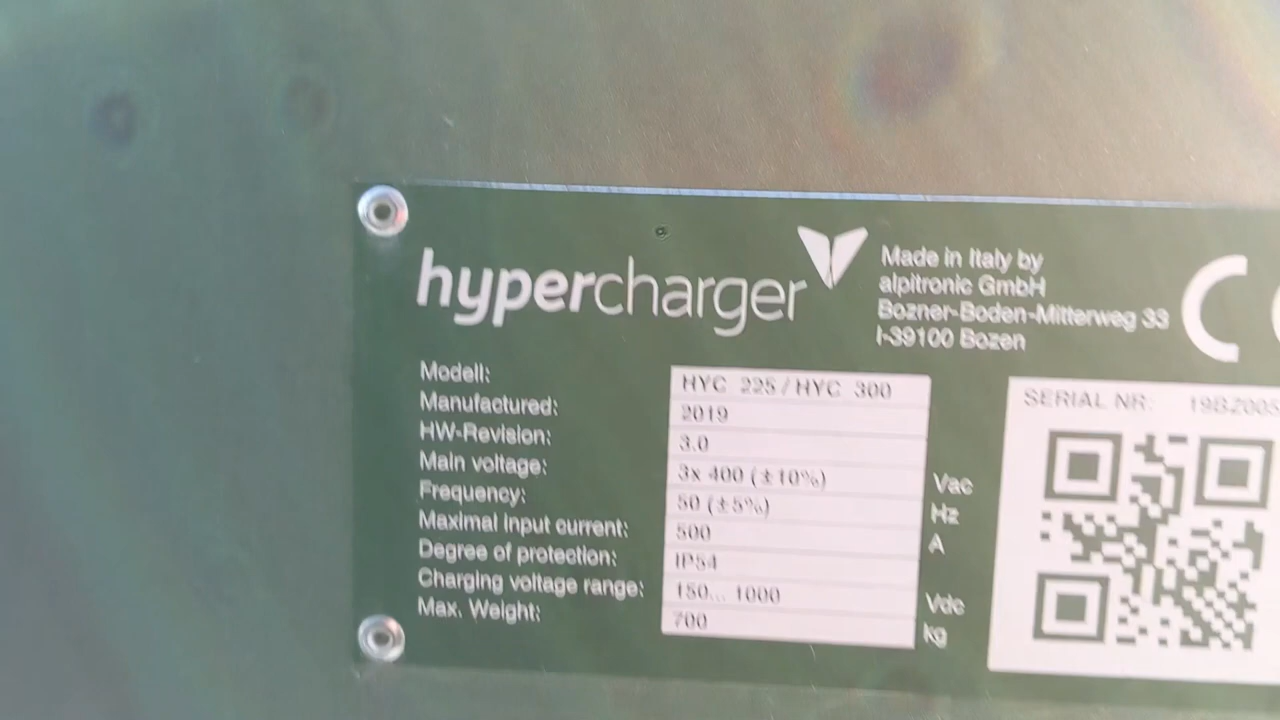 hypercharger
Made in Italy by
alpitronic GmbH
Bozner-Boden-Mitterweg 33
I-39100 Bozen
CE
Modell: HYC 225 / HYC 300
Manufactured: 2019
HW-Revision: 3.0
Main voltage: 3x 400 (±10%) Vac
Frequency: 50 (±5%) Hz
Maximal input current: 500 A
Degree of protection: IP54
Charging voltage range: 150... 1000 Vdc
Max. Weight: 700 kg
SERIAL NR: 19BZ005